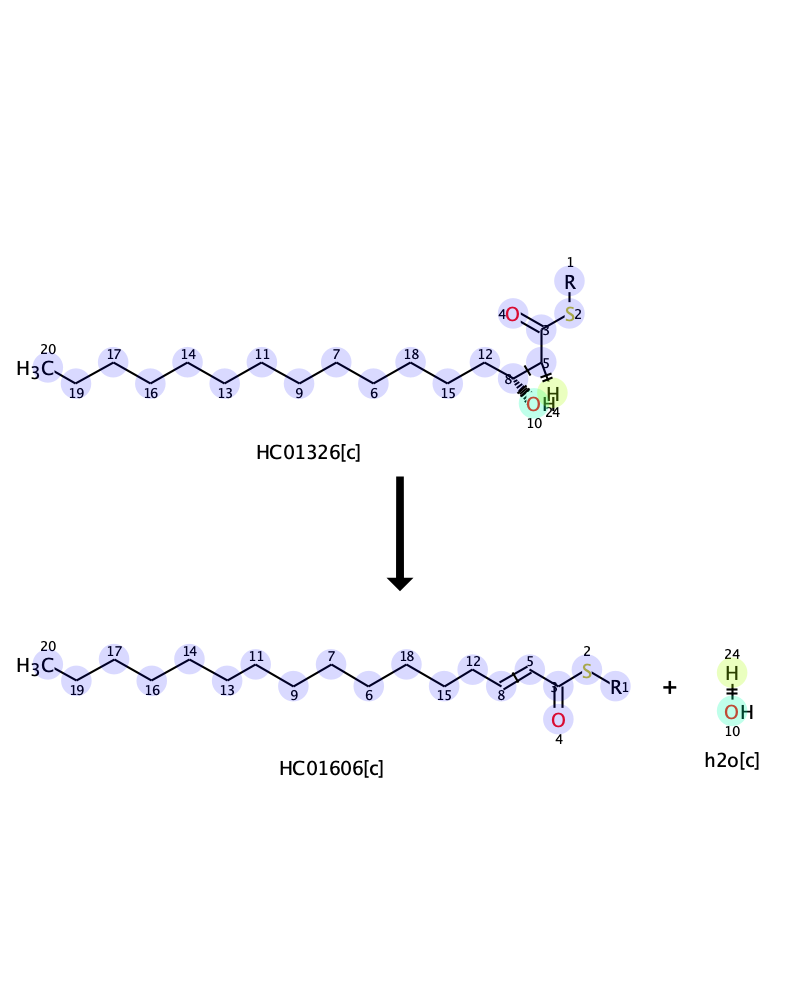 1
R
4 O S 2
3
20 17 14 11 7 18 12 5
H₃C 8 H
19 16 13 9 6 15 OH
24
10
HC01326[c]
20 17 14 11 7 18 12 5 2 24
H₃C S H
19 16 13 9 6 15 8 3 R1 +
O OH
4 10
HC01606[c] h2o[c]